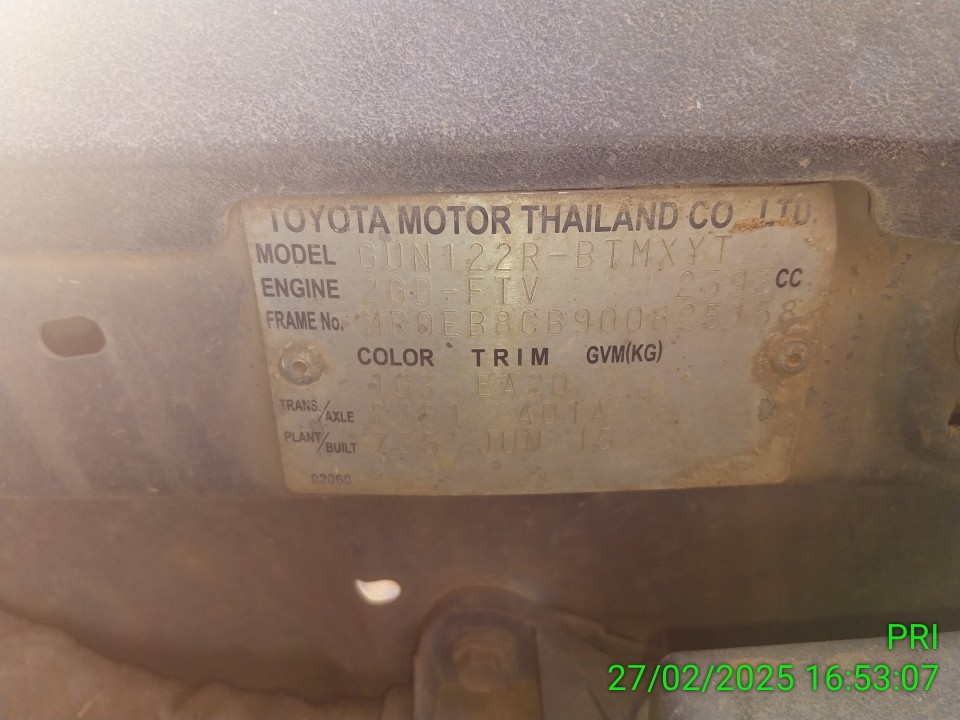 TOYOTA MOTOR THAILAND CO., LTD.
MODEL GUN122R-BTMXYT
ENGINE 2GD-FTV 2393 CC
FRAME No.
COLOR TRIM GVM(KG)
EA20
TRANS./AXLE A01A
PLANT/BUILT JUN 15
02060
PRI
27/02/2025 16:53:07